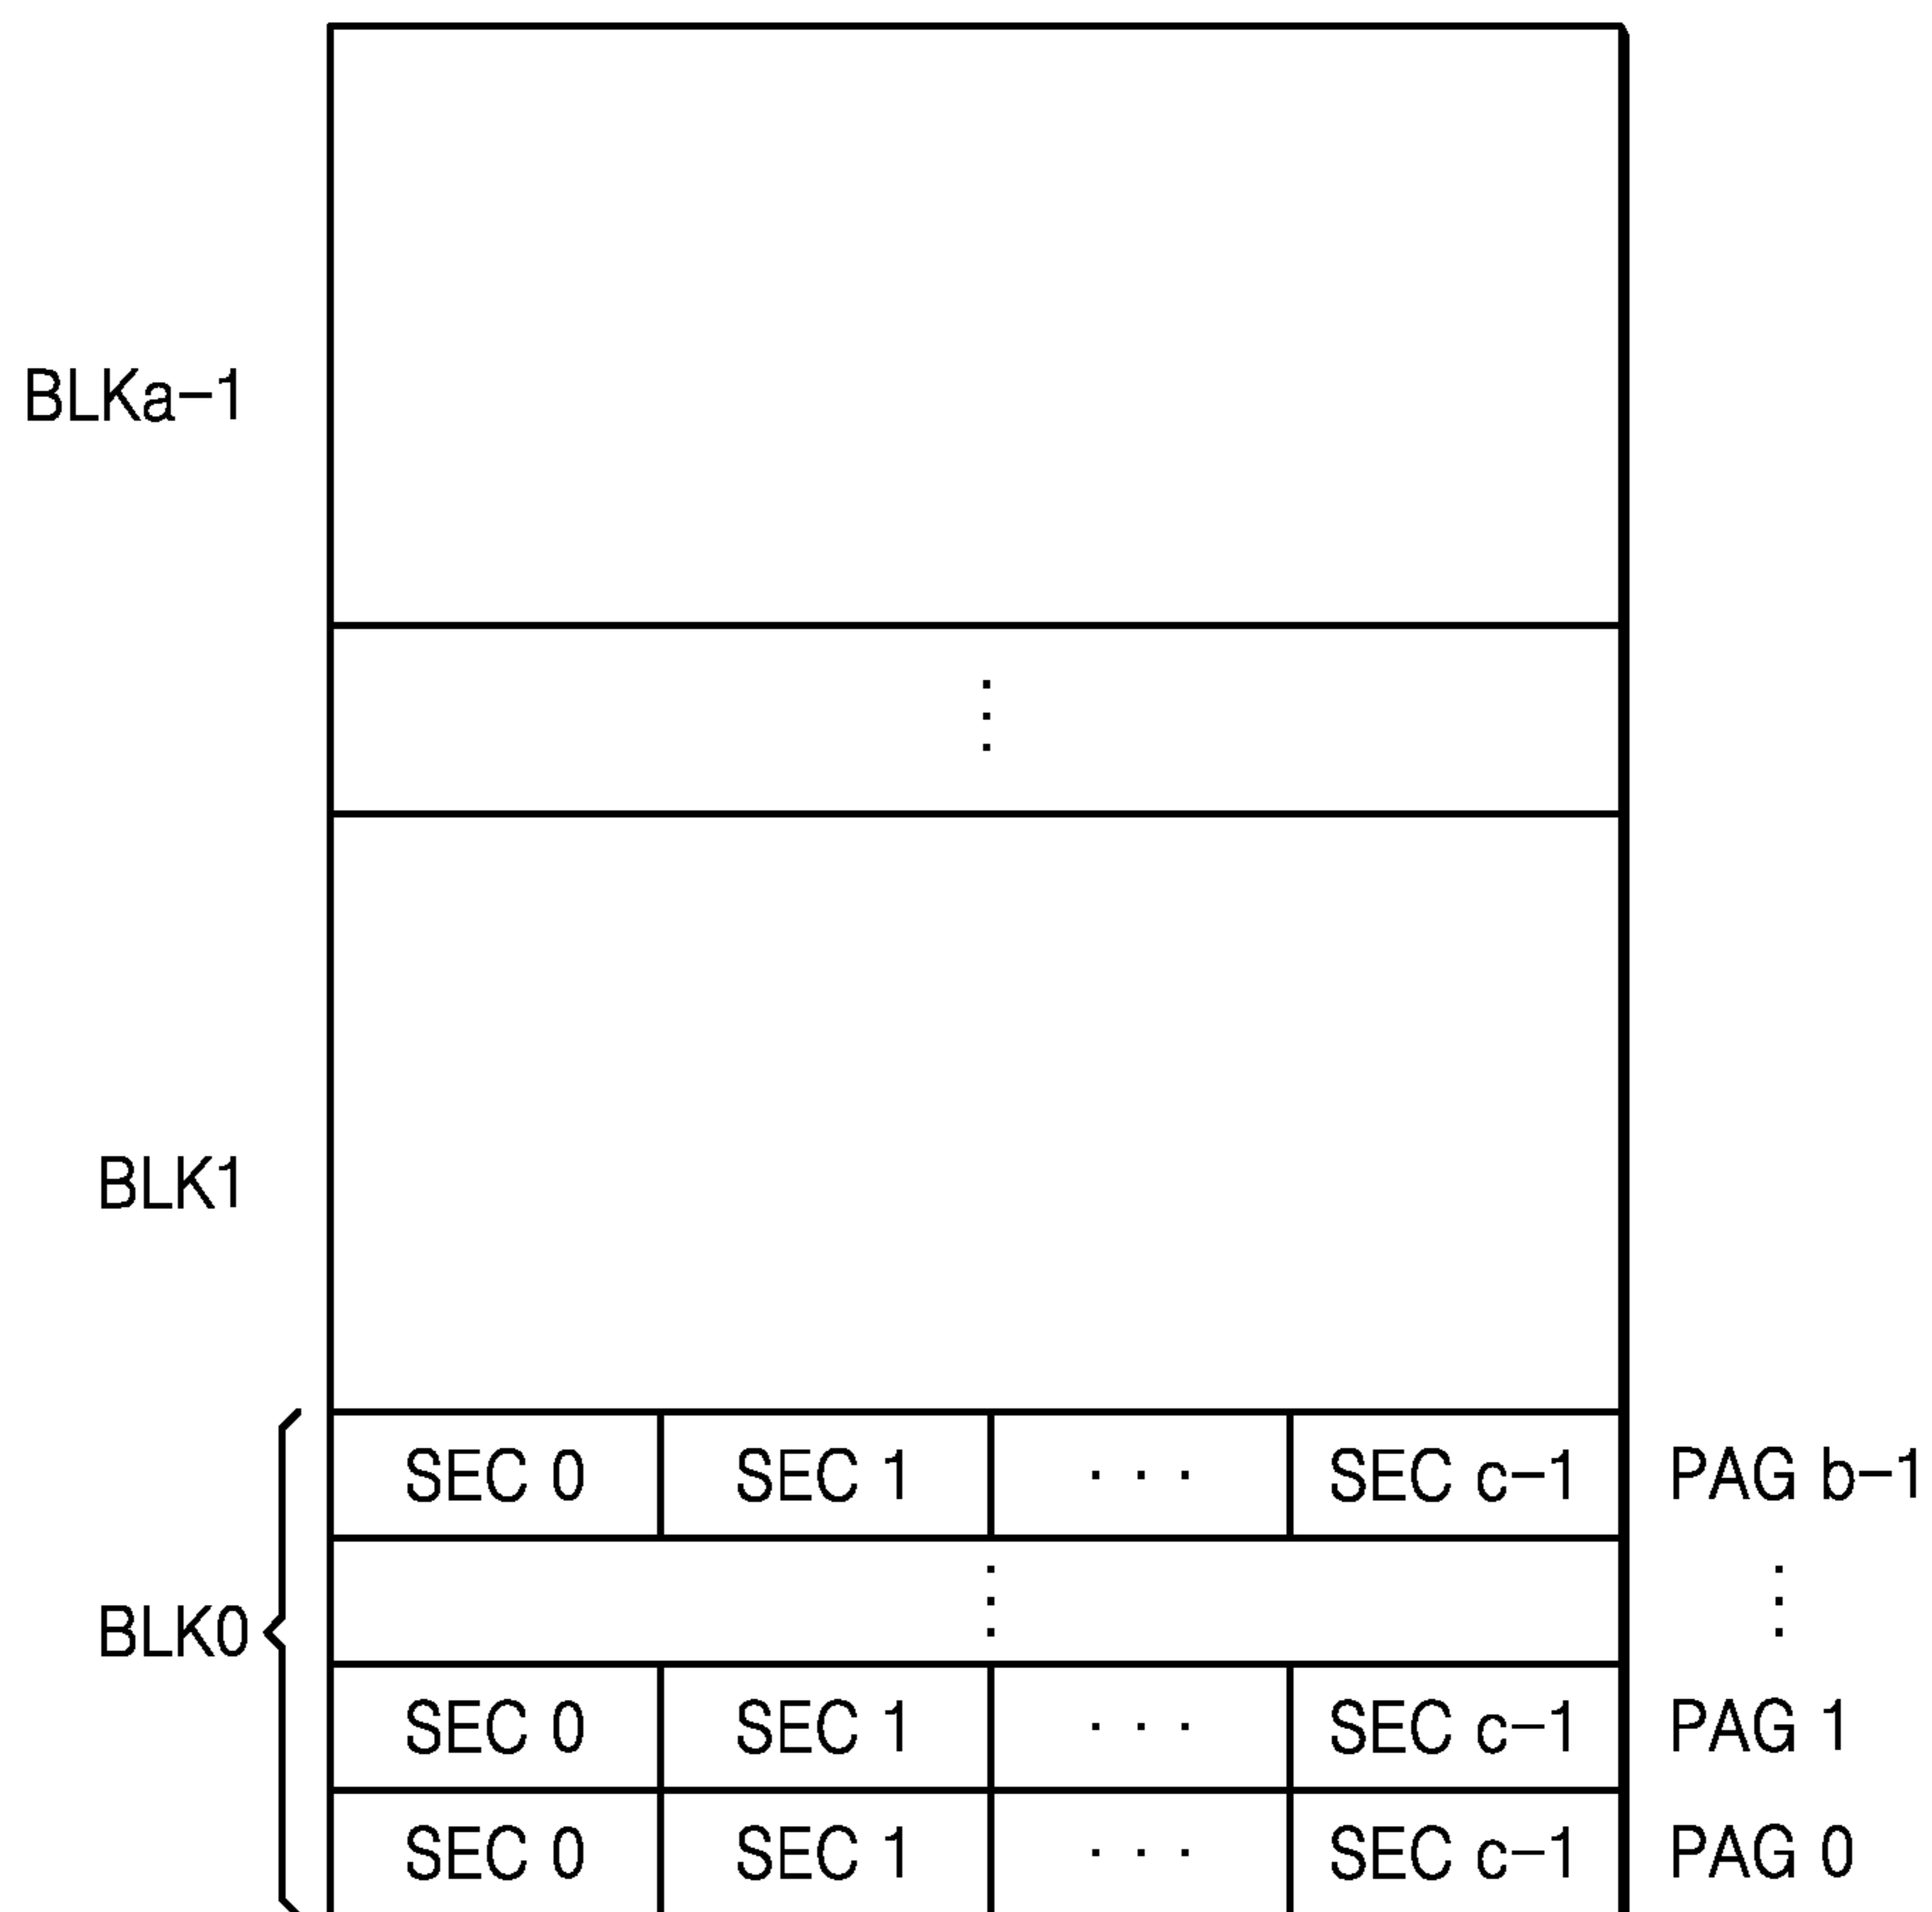 BLKa-1
⋮
BLK1
SEC 0 SEC 1 ... SEC c-1 PAG b-1
BLK0 ⋮ ⋮
SEC 0 SEC 1 ... SEC c-1 PAG 1
SEC 0 SEC 1 ... SEC c-1 PAG 0